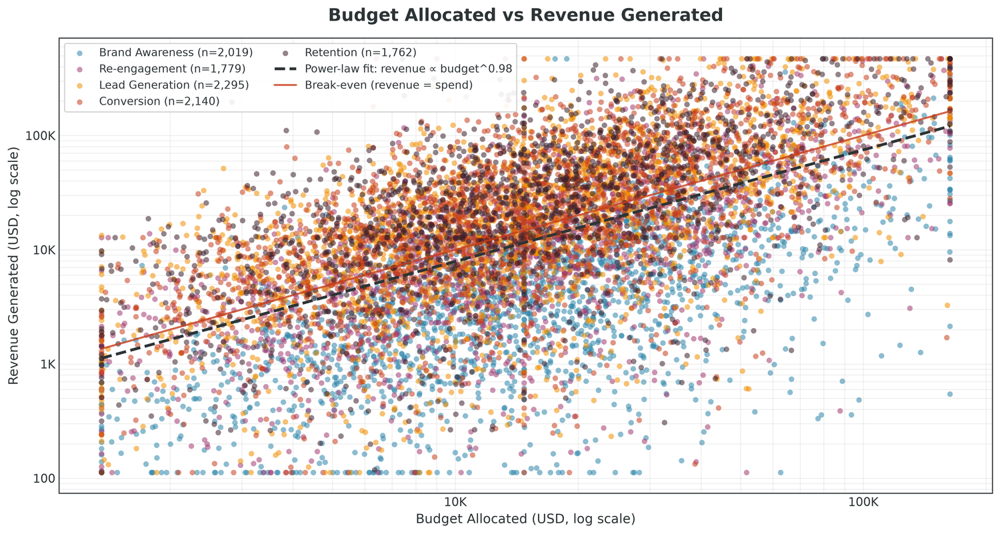 Budget Allocated vs Revenue Generated
Brand Awareness (n=2,019)
Re-engagement (n=1,779)
Lead Generation (n=2,295)
Conversion (n=2,140)
Retention (n=1,762)
Power-law fit: revenue ∝ budget^0.98
Break-even (revenue = spend)
Revenue Generated (USD, log scale)
100K
10K
1K
100
10K
100K
Budget Allocated (USD, log scale)